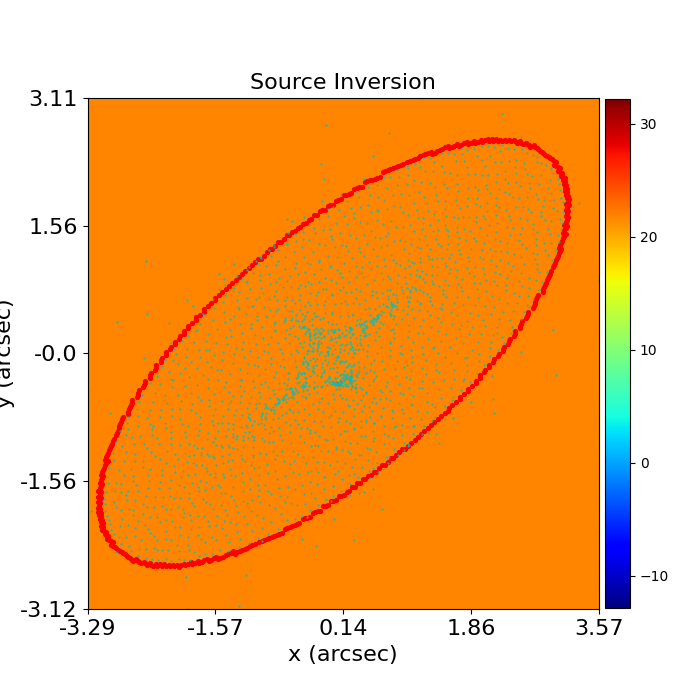 Source Inversion
3.11
1.56
-0.0
-1.56
-3.12
y (arcsec)
-3.29 -1.57 0.14 1.86 3.57
x (arcsec)
30
20
10
0
−10